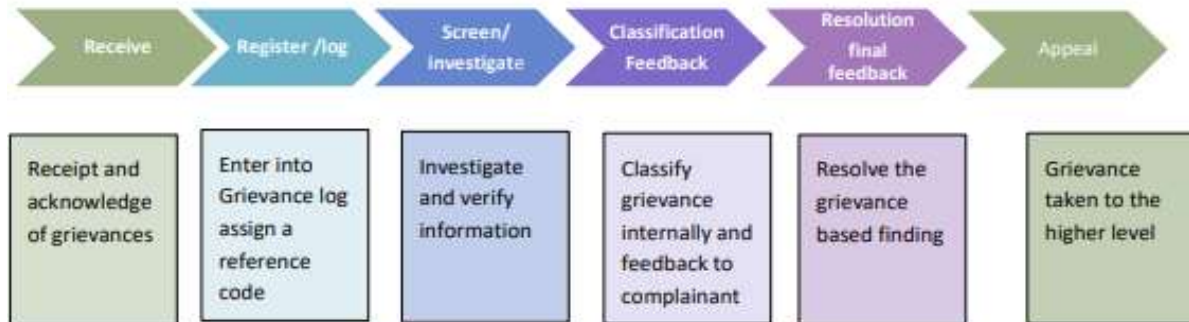 Receive
Register /log
Screen/
investigate
Classification
Feedback
Resolution
final
feedback
Appeal
Receipt and
acknowledge
of grievances
Enter into
Grievance log
assign a
reference
code
Investigate
and verify
information
Classify
grievance
internally and
feedback to
complainant
Resolve the
grievance
based finding
Grievance
taken to the
higher level